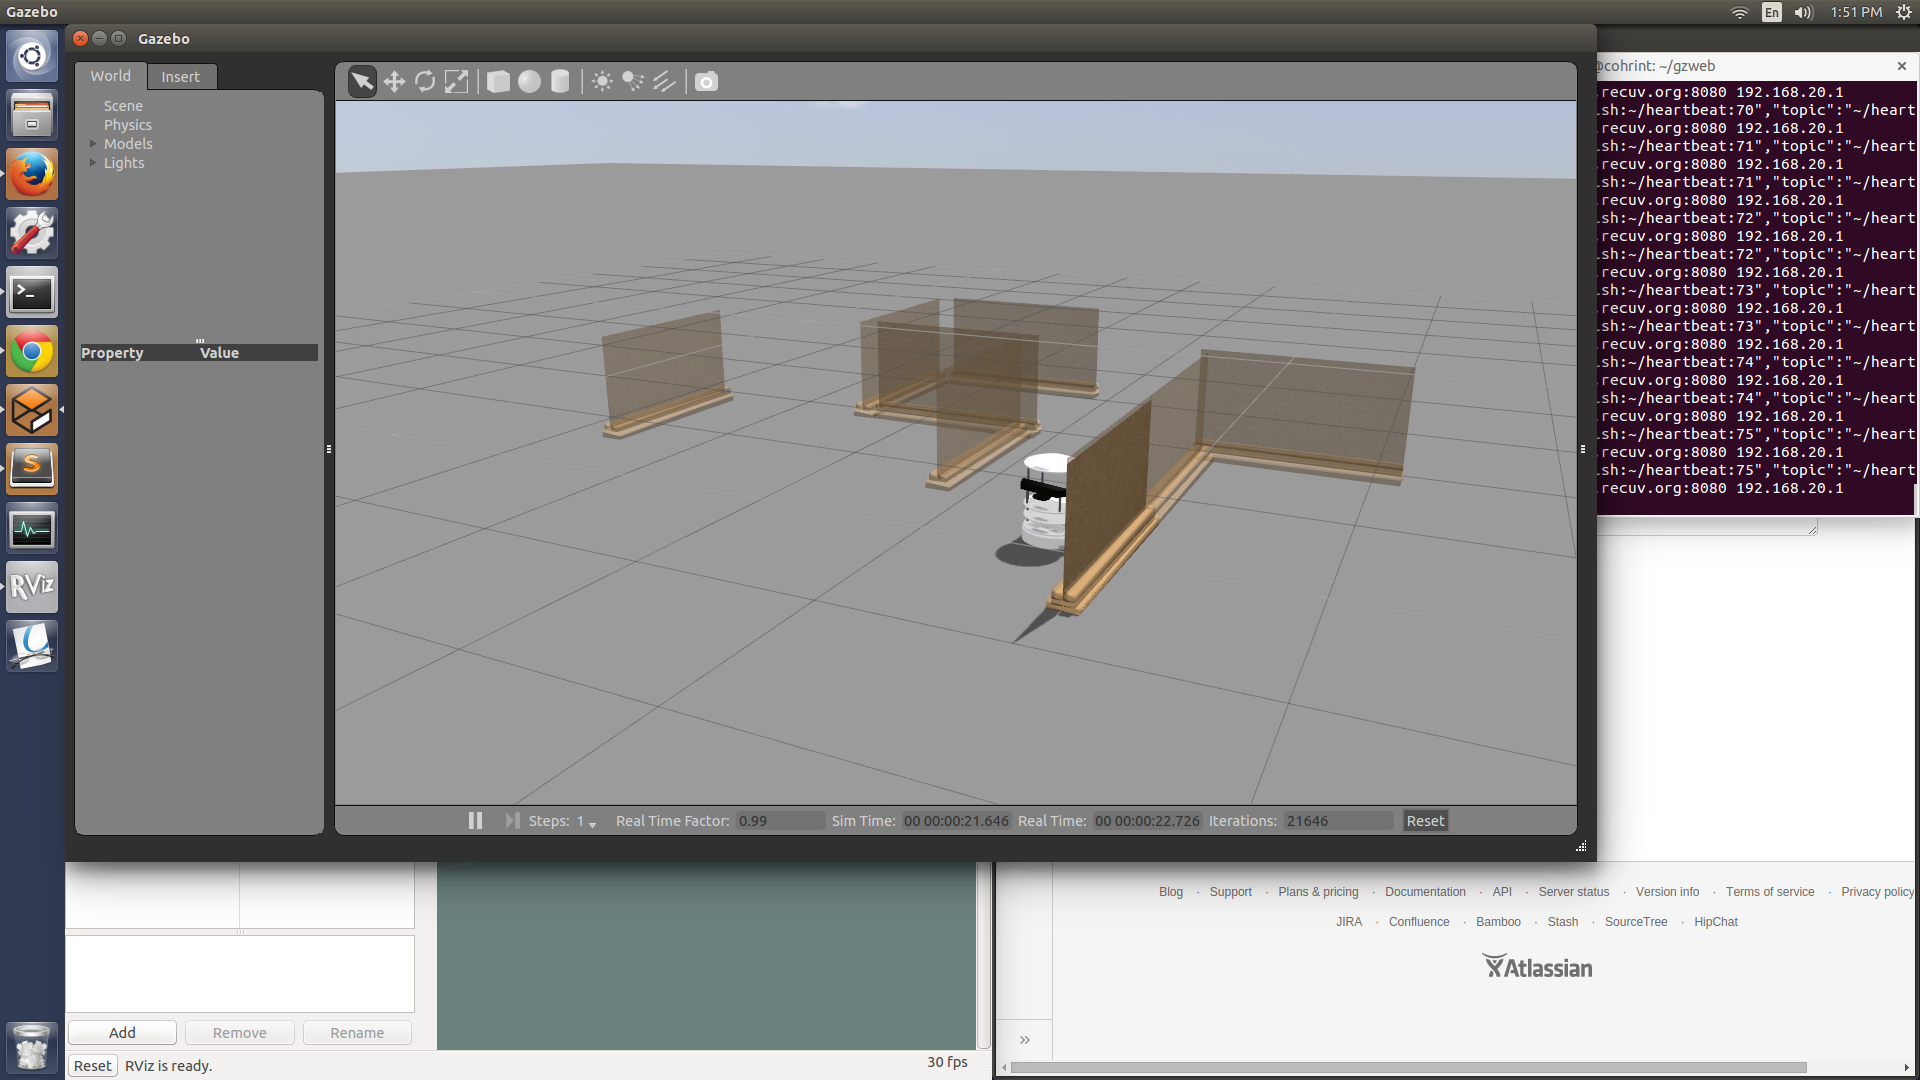 Gazebo
En
1:51 PM
Gazebo
World Insert
Scene
Physics
Models
Lights
Property Value
Steps: 1 Real Time Factor: 0.99 Sim Time: 00 00:00:21.646 Real Time: 00 00:00:22.726 Iterations: 21646 Reset
@cohrint: ~/gzweb
.recuv.org:8080 192.168.20.1
sh:~/heartbeat:70","topic":"~/heart
.recuv.org:8080 192.168.20.1
sh:~/heartbeat:71","topic":"~/heart
.recuv.org:8080 192.168.20.1
sh:~/heartbeat:71","topic":"~/heart
.recuv.org:8080 192.168.20.1
sh:~/heartbeat:72","topic":"~/heart
.recuv.org:8080 192.168.20.1
sh:~/heartbeat:72","topic":"~/heart
.recuv.org:8080 192.168.20.1
sh:~/heartbeat:73","topic":"~/heart
.recuv.org:8080 192.168.20.1
sh:~/heartbeat:73","topic":"~/heart
.recuv.org:8080 192.168.20.1
sh:~/heartbeat:74","topic":"~/heart
.recuv.org:8080 192.168.20.1
sh:~/heartbeat:74","topic":"~/heart
.recuv.org:8080 192.168.20.1
sh:~/heartbeat:75","topic":"~/heart
.recuv.org:8080 192.168.20.1
sh:~/heartbeat:75","topic":"~/heart
.recuv.org:8080 192.168.20.1
RViz
Add Remove Rename
Reset RViz is ready. 30 fps
Blog · Support · Plans & pricing · Documentation · API · Server status · Version info · Terms of service · Privacy policy
JIRA · Confluence · Bamboo · Stash · SourceTree · HipChat
Atlassian